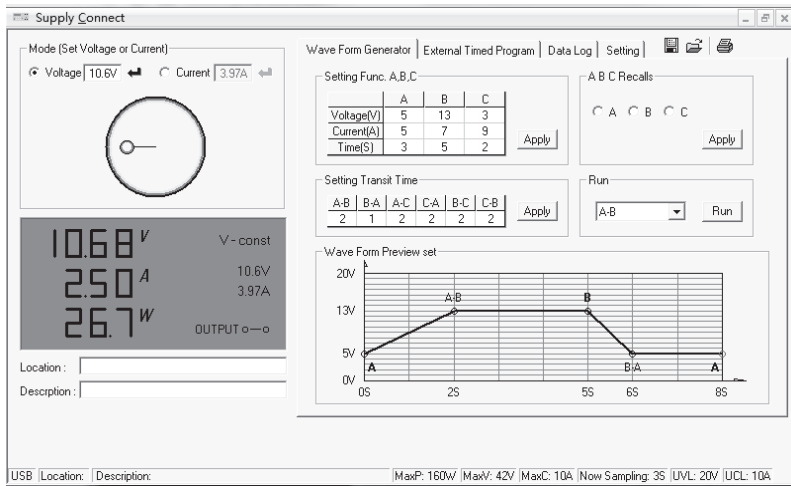 Supply Connect
Mode (Set Voltage or Current)
Voltage 10.6V Current 3.97A
10.68 V V-const
2.50 A 10.6V
3.97A
26.7 W OUTPUT
Location :
Descrption :
Wave Form Generator External Timed Program Data Log Setting
Setting Func. A,B,C
A B C
Voltage(V) 5 13 3
Current(A) 5 7 9
Time(S) 3 5 2
Apply
A B C Recalls
A B C
Apply
Setting Transit Time
A-B B-A A-C C-A B-C C-B
2 1 2 2 2 2
Apply
Run
A-B Run
Wave Form Preview set
20V
A-B B
13V
5V
A B-A A
0V
0S 2S 5S 6S 8S
USB Location: Description: MaxP: 160W MaxV: 42V MaxC: 10A Now Sampling: 3S UVL: 20V UCL: 10A